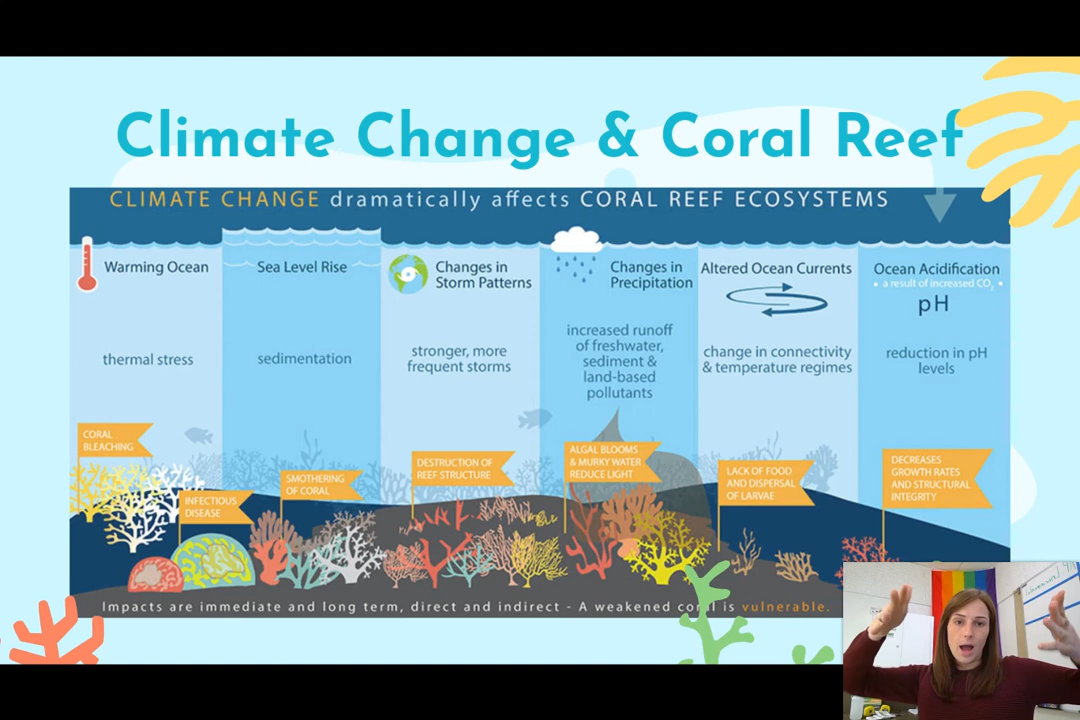 Climate Change & Coral Reef
CLIMATE CHANGE dramatically affects CORAL REEF ECOSYSTEMS
Warming Ocean
thermal stress
CORAL
BLEACHING
INFECTIOUS
DISEASE
Sea Level Rise
sedimentation
SMOTHERING
OF CORAL
Changes in
Storm Patterns
stronger, more
frequent storms
DESTRUCTION OF
REEF STRUCTURE
Changes in
Precipitation
increased runoff
of freshwater,
sediment &
land-based
pollutants
ALGAL BLOOMS
& MURKY WATER
REDUCE LIGHT
Altered Ocean Currents
change in connectivity
& temperature regimes
LACK OF FOOD
AND DISPERSAL
OF LARVAE
Ocean Acidification
• a result of increased CO₂ •
pH
reduction in pH
levels
DECREASES
GROWTH RATES
AND STRUCTURAL
INTEGRITY
Impacts are immediate and long term, direct and indirect - A weakened coral is vulnerable.